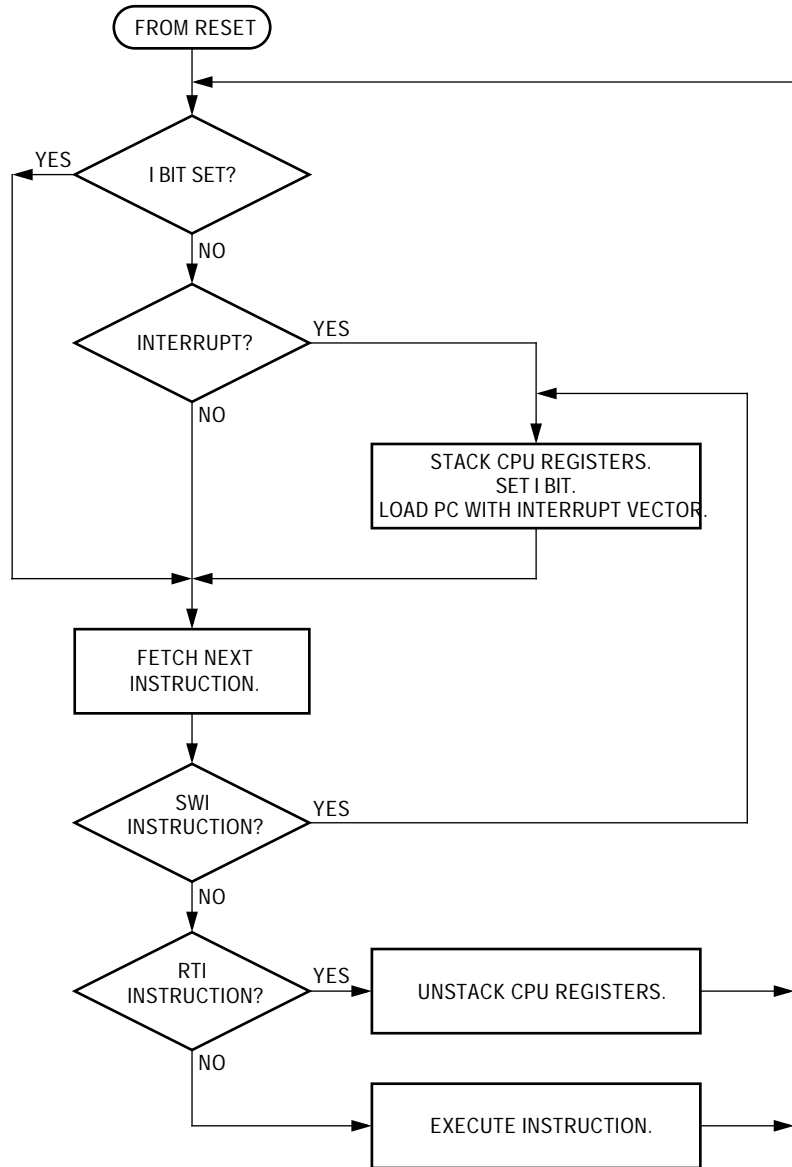 FROM RESET
YES
I BIT SET?
NO
INTERRUPT?
YES
NO
STACK CPU REGISTERS.
SET I BIT.
LOAD PC WITH INTERRUPT VECTOR.
FETCH NEXT
INSTRUCTION.
SWI
INSTRUCTION?
YES
NO
RTI
INSTRUCTION?
YES
UNSTACK CPU REGISTERS.
NO
EXECUTE INSTRUCTION.